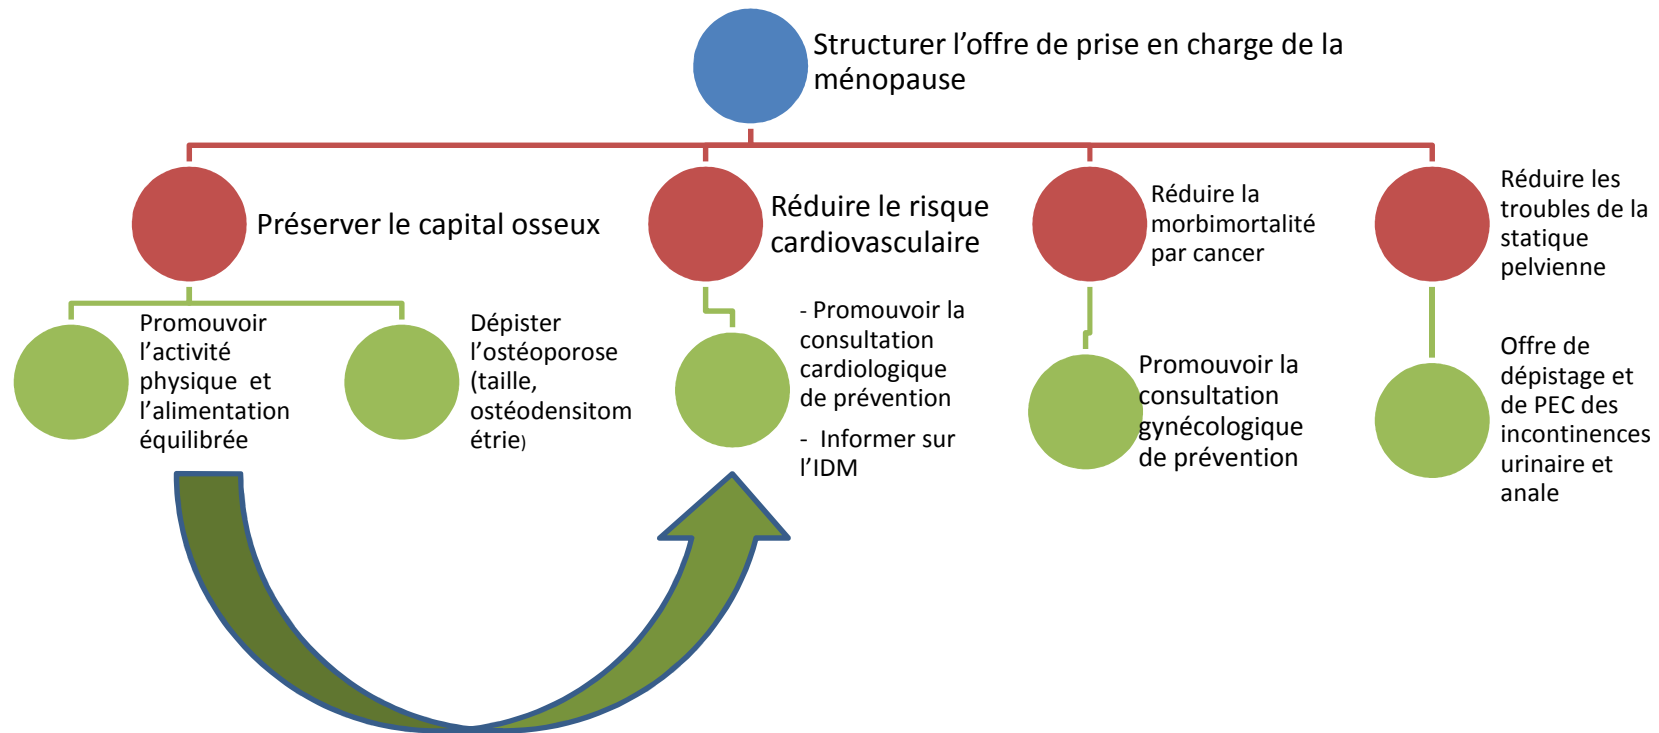 Structurer l’offre de prise en charge de la
ménopause
Préserver le capital osseux
Réduire le risque
cardiovasculaire
Réduire la
morbimortalité
par cancer
Réduire les
troubles de la
statique
pelvienne
Promouvoir
l’activité
physique et
l’alimentation
équilibrée
Dépister
l’ostéoporose
(taille,
ostéodensitom
étrie)
- Promouvoir la
consultation
cardiologique
de prévention
- Informer sur
l’IDM
Promouvoir la
consultation
gynécologique
de prévention
Offre de
dépistage et
de PEC des
incontinences
urinaire et
anale